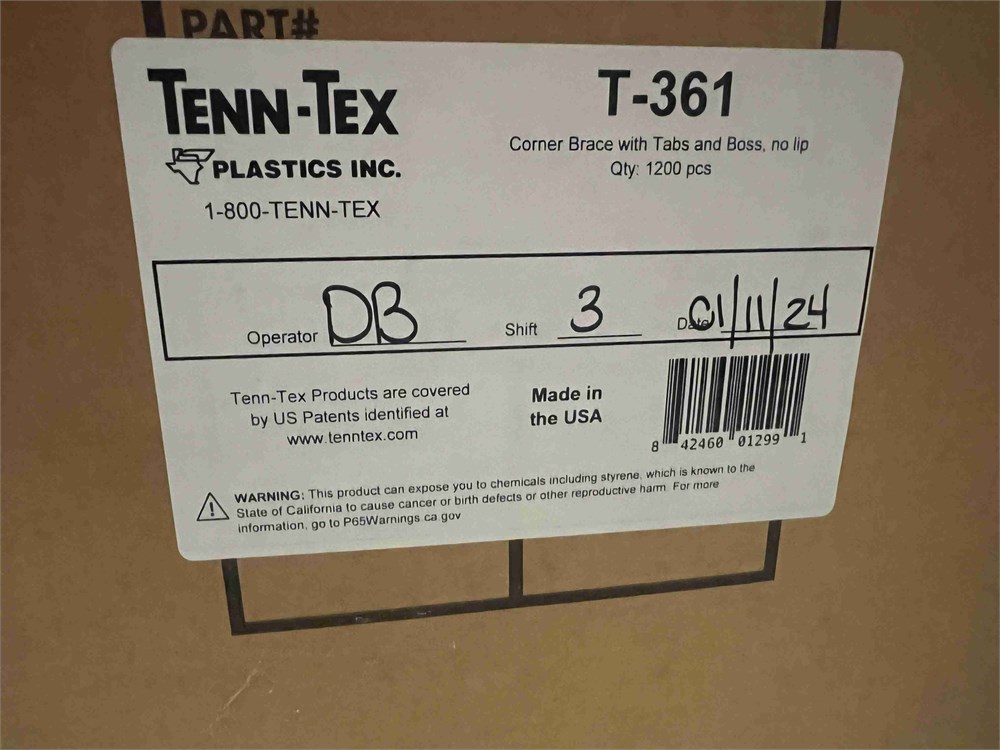 PART#
TENN-TEX
PLASTICS INC.
1-800-TENN-TEX
T-361
Corner Brace with Tabs and Boss, no lip
Qty: 1200 pcs
Operator DB Shift 3 Date 01/11/24
Tenn-Tex Products are covered
by US Patents identified at
www.tenntex.com
Made in
the USA
8 42460 01299 1
WARNING: This product can expose you to chemicals including styrene, which is known to the
State of California to cause cancer or birth defects or other reproductive harm. For more
information, go to P65Warnings.ca.gov